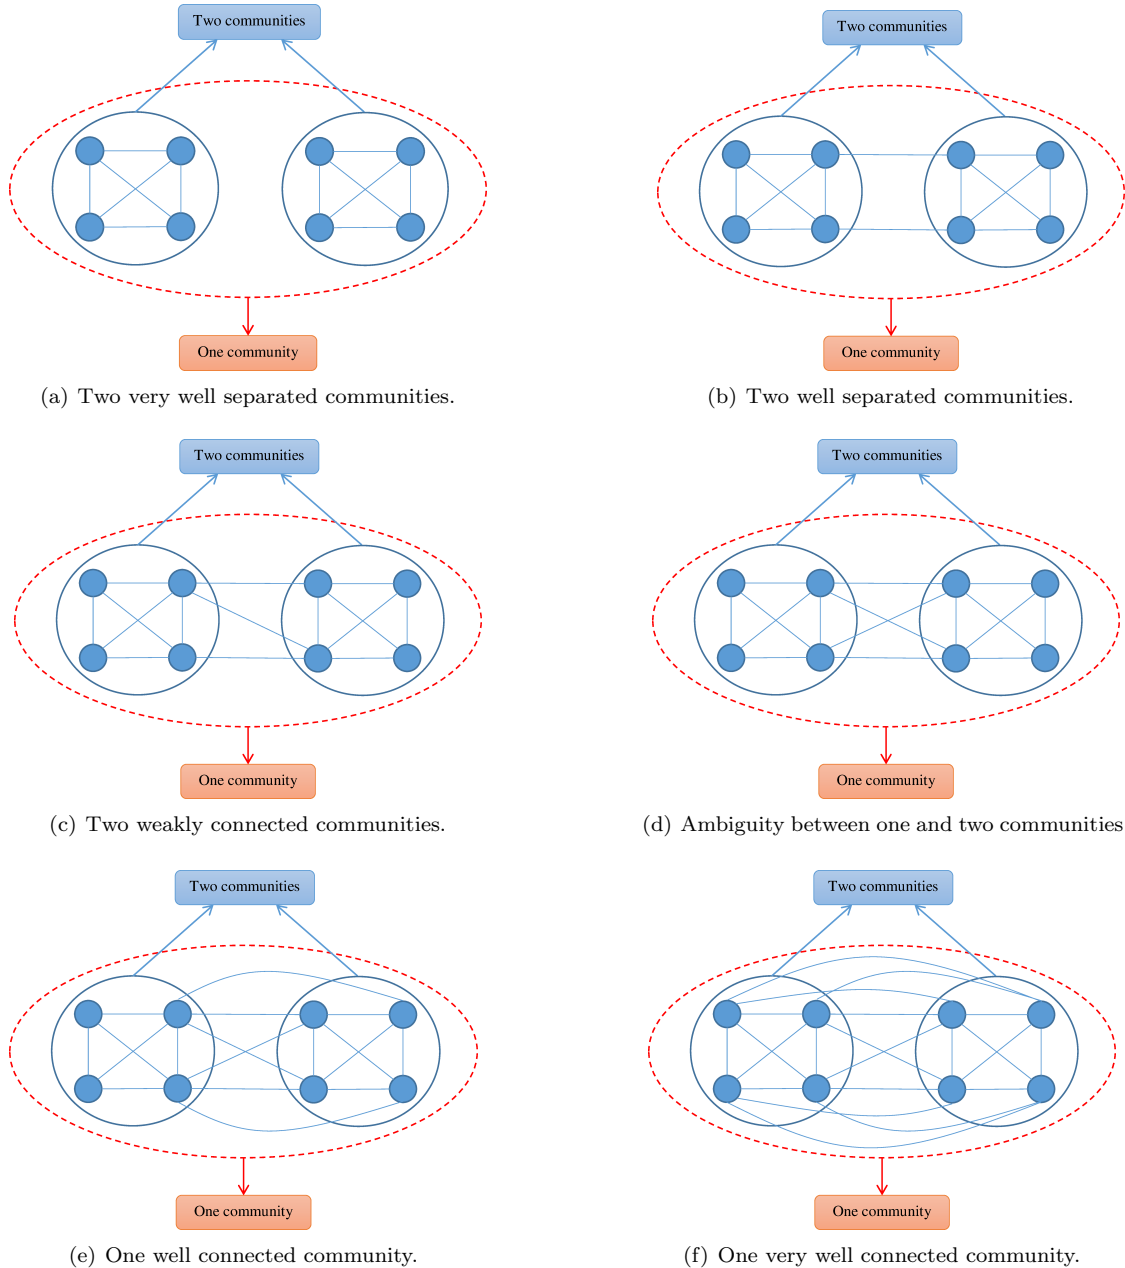 Two communities
Two communities
One community
One community
(a) Two very well separated communities.
(b) Two well separated communities.
Two communities
Two communities
One community
One community
(c) Two weakly connected communities.
(d) Ambiguity between one and two communities
Two communities
Two communities
One community
One community
(e) One well connected community.
(f) One very well connected community.